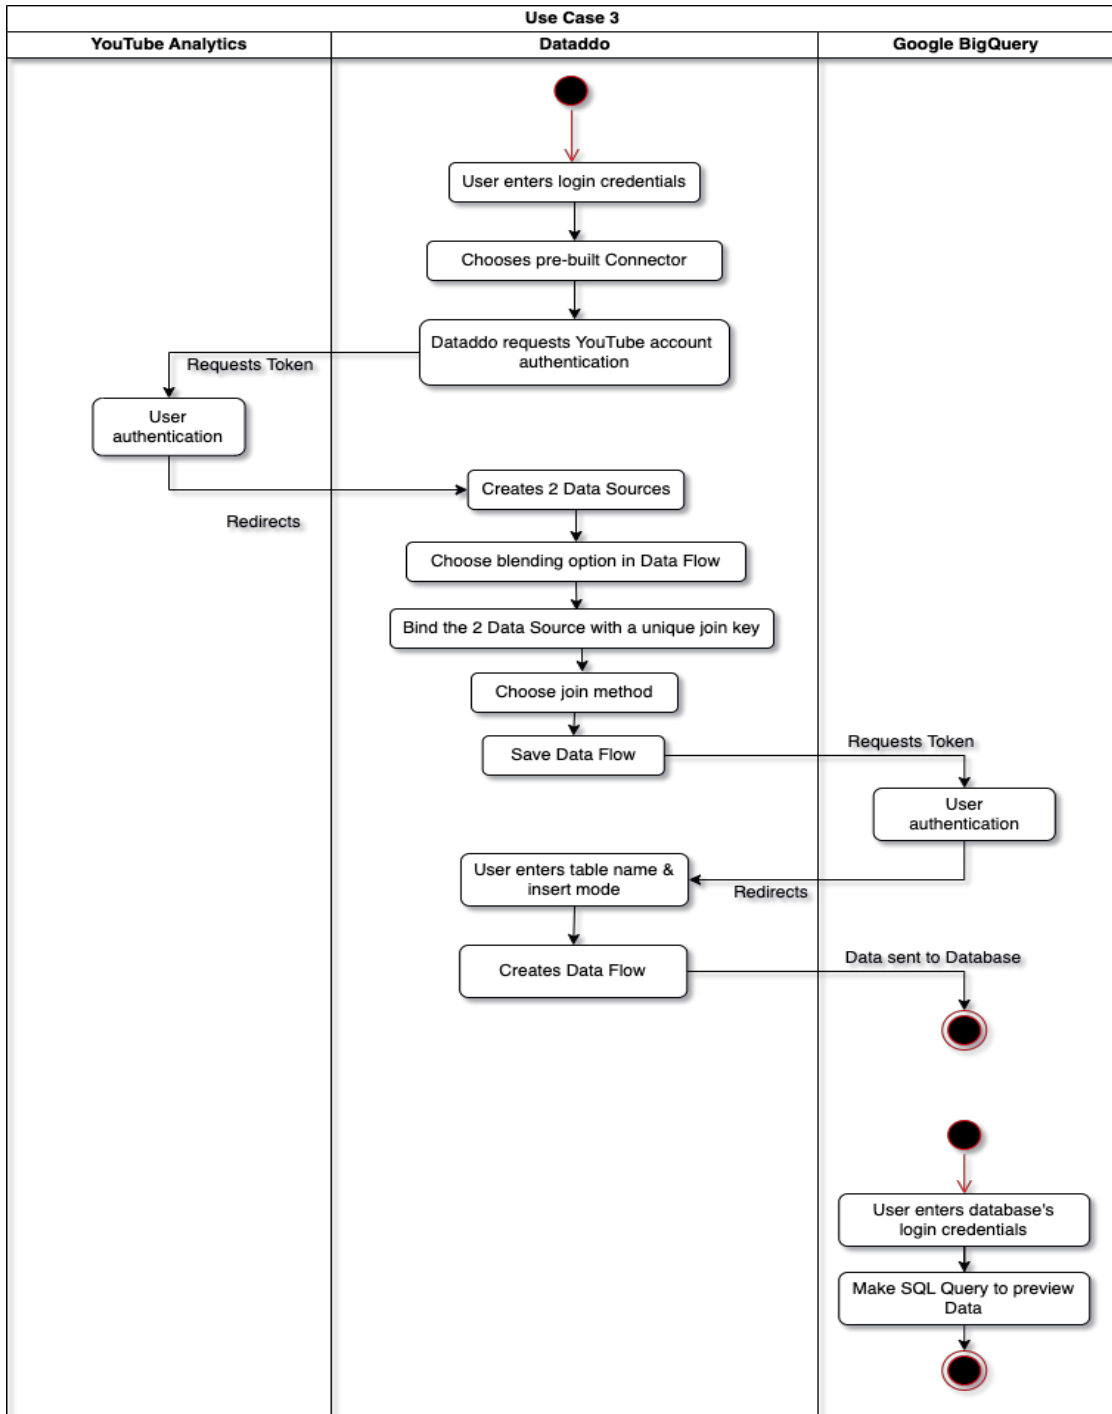 Use Case 3
YouTube Analytics
Dataddo
Google BigQuery
User enters login credentials
Chooses pre-built Connector
Dataddo requests YouTube account
authentication
Requests Token
User
authentication
Redirects
Creates 2 Data Sources
Choose blending option in Data Flow
Bind the 2 Data Source with a unique join key
Choose join method
Save Data Flow
Requests Token
User
authentication
Redirects
User enters table name &
insert mode
Creates Data Flow
Data sent to Database
User enters database's
login credentials
Make SQL Query to preview
Data